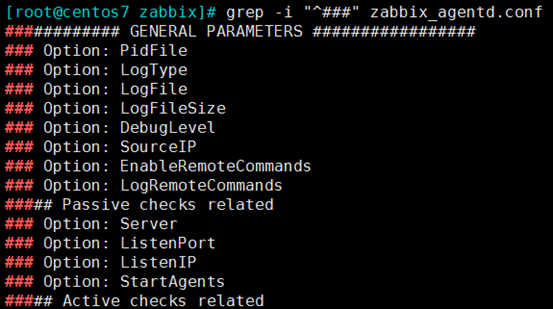 [root@centos7 zabbix]# grep -i "^###" zabbix_agentd.conf
############ GENERAL PARAMETERS #################
### Option: PidFile
### Option: LogType
### Option: LogFile
### Option: LogFileSize
### Option: DebugLevel
### Option: SourceIP
### Option: EnableRemoteCommands
### Option: LogRemoteCommands
##### Passive checks related
### Option: Server
### Option: ListenPort
### Option: ListenIP
### Option: StartAgents
##### Active checks related